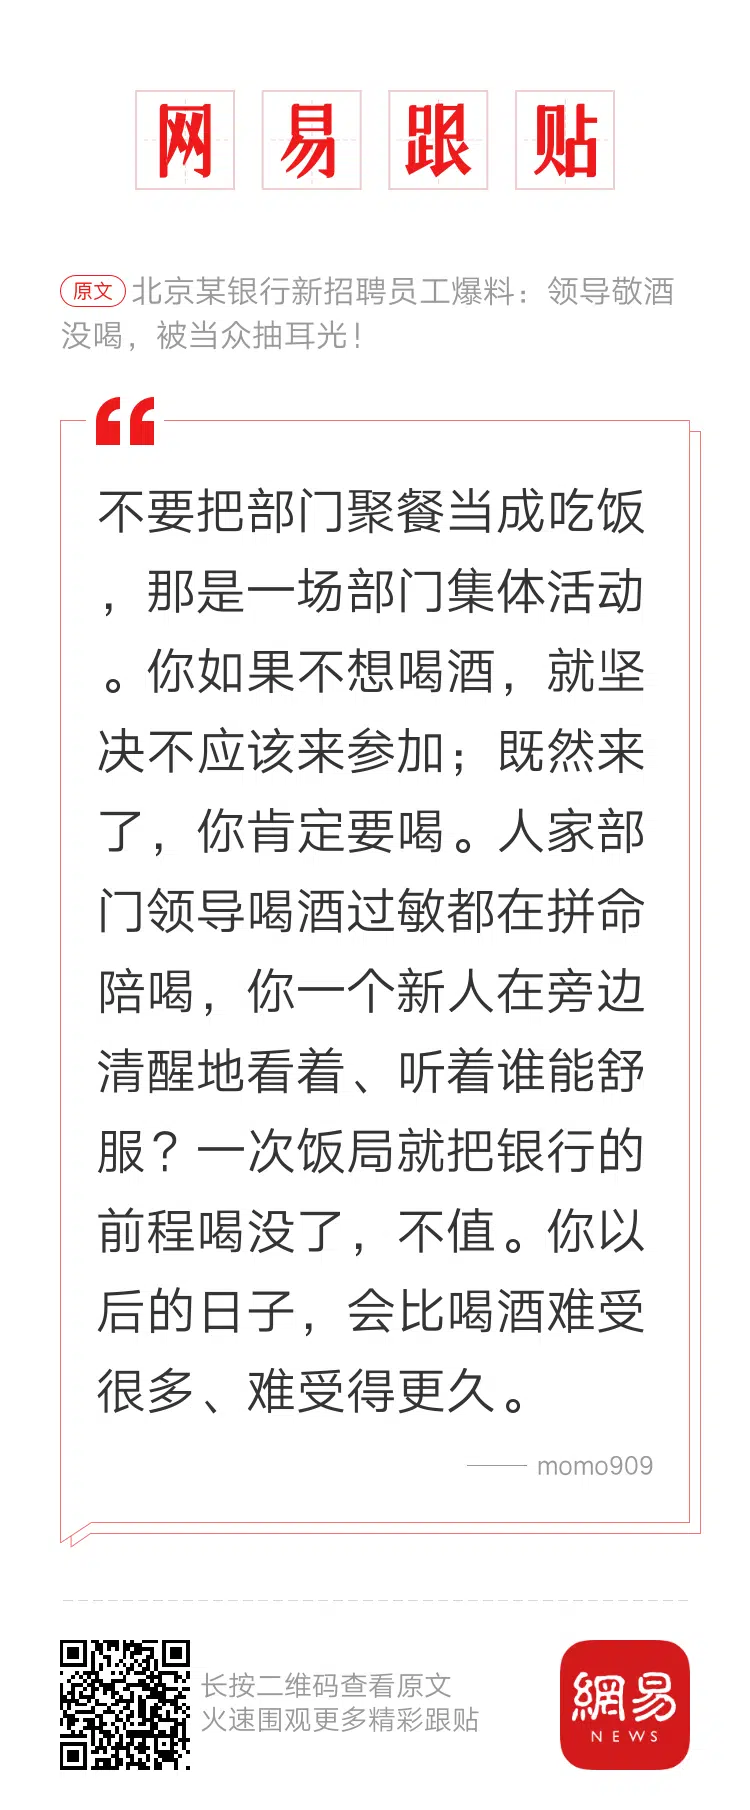 网易跟贴
原文 北京某银行新招聘员工爆料：领导敬酒
没喝，被当众抽耳光！
不要把部门聚餐当成吃饭
，那是一场部门集体活动
。你如果不想喝酒，就坚
决不应该来参加；既然来
了，你肯定要喝。人家部
门领导喝酒过敏都在拼命
陪喝，你一个新人在旁边
清醒地看着、听着谁能舒
服？一次饭局就把银行的
前程喝没了，不值。你以
后的日子，会比喝酒难受
很多、难受得更久。
—— momo909
长按二维码查看原文
火速围观更多精彩跟贴
網易
NEWS